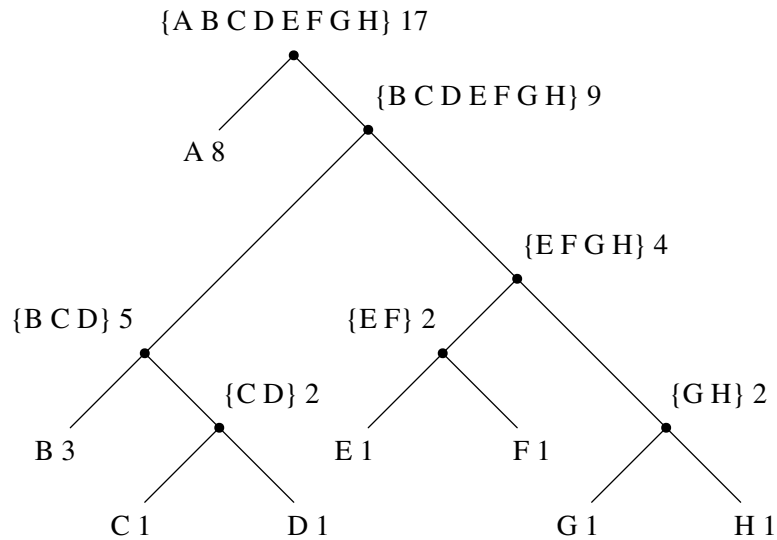 {A B C D E F G H} 17
{B C D E F G H} 9
A 8
{E F G H} 4
{B C D} 5
{E F} 2
{C D} 2
{G H} 2
B 3
E 1
F 1
C 1
D 1
G 1
H 1